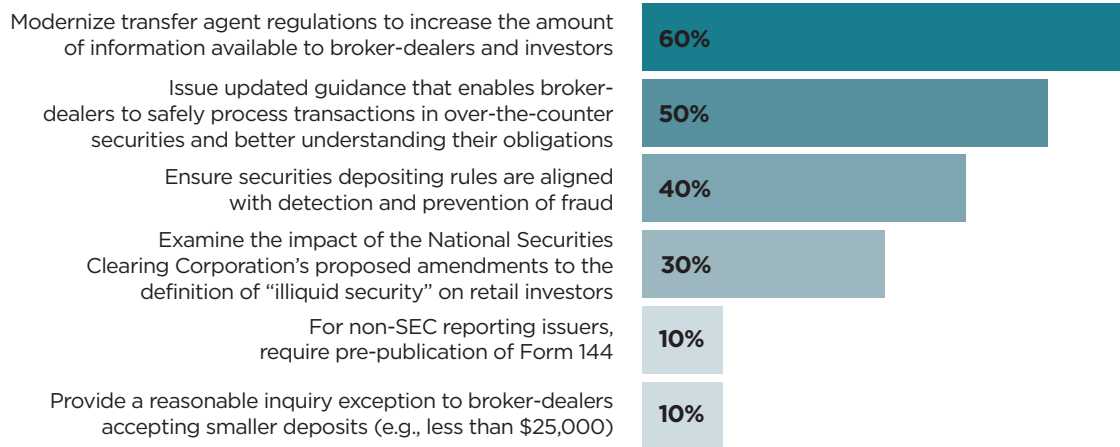 Modernize transfer agent regulations to increase the amount
of information available to broker-dealers and investors
60%
Issue updated guidance that enables broker-
dealers to safely process transactions in over-the-counter
securities and better understanding their obligations
50%
Ensure securities depositing rules are aligned
with detection and prevention of fraud
40%
Examine the impact of the National Securities
Clearing Corporation’s proposed amendments to the
definition of “illiquid security” on retail investors
30%
For non-SEC reporting issuers,
require pre-publication of Form 144
10%
Provide a reasonable inquiry exception to broker-dealers
accepting smaller deposits (e.g., less than $25,000)
10%